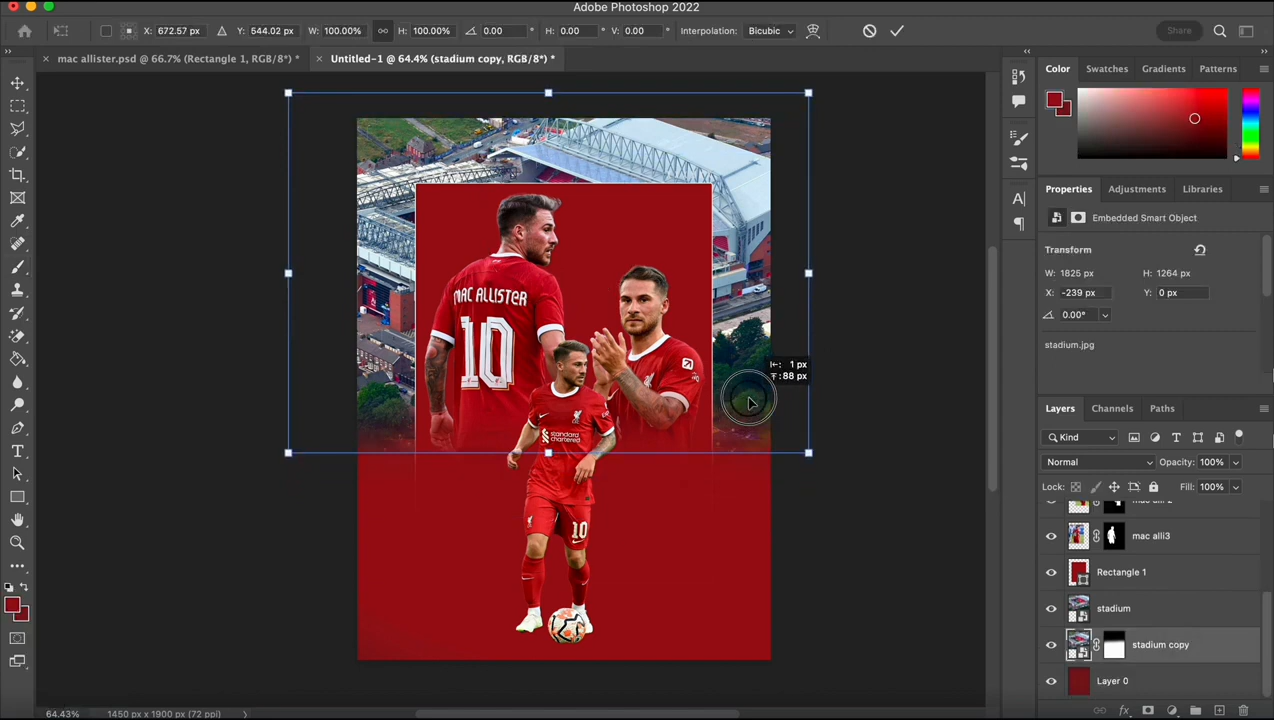 Adobe Photoshop 2022
X: 672.57 px Y: 544.02 px W: 100.00% H: 100.00% 0.00 ° H: 0.00 ° V: 0.00 ° Interpolation: Bicubic Share
mac allister.psd @ 66.7% (Rectangle 1, RGB/8*) * Untitled-1 @ 64.4% (stadium copy, RGB/8*) *
Color Swatches Gradients Patterns
Properties Adjustments Libraries
Embedded Smart Object
Transform
W: 1825 px H: 1264 px
X: -239 px Y: 0 px
0.00°
stadium.jpg
MAC ALLISTER
10
1 px
88 px
standard
chartered
10
Layers Channels Paths
Kind
Normal Opacity: 100%
Lock: Fill: 100%
mac alli3
Rectangle 1
stadium
stadium copy
Layer 0
fx
64.43% 1450 px x 1900 px (72 ppi)